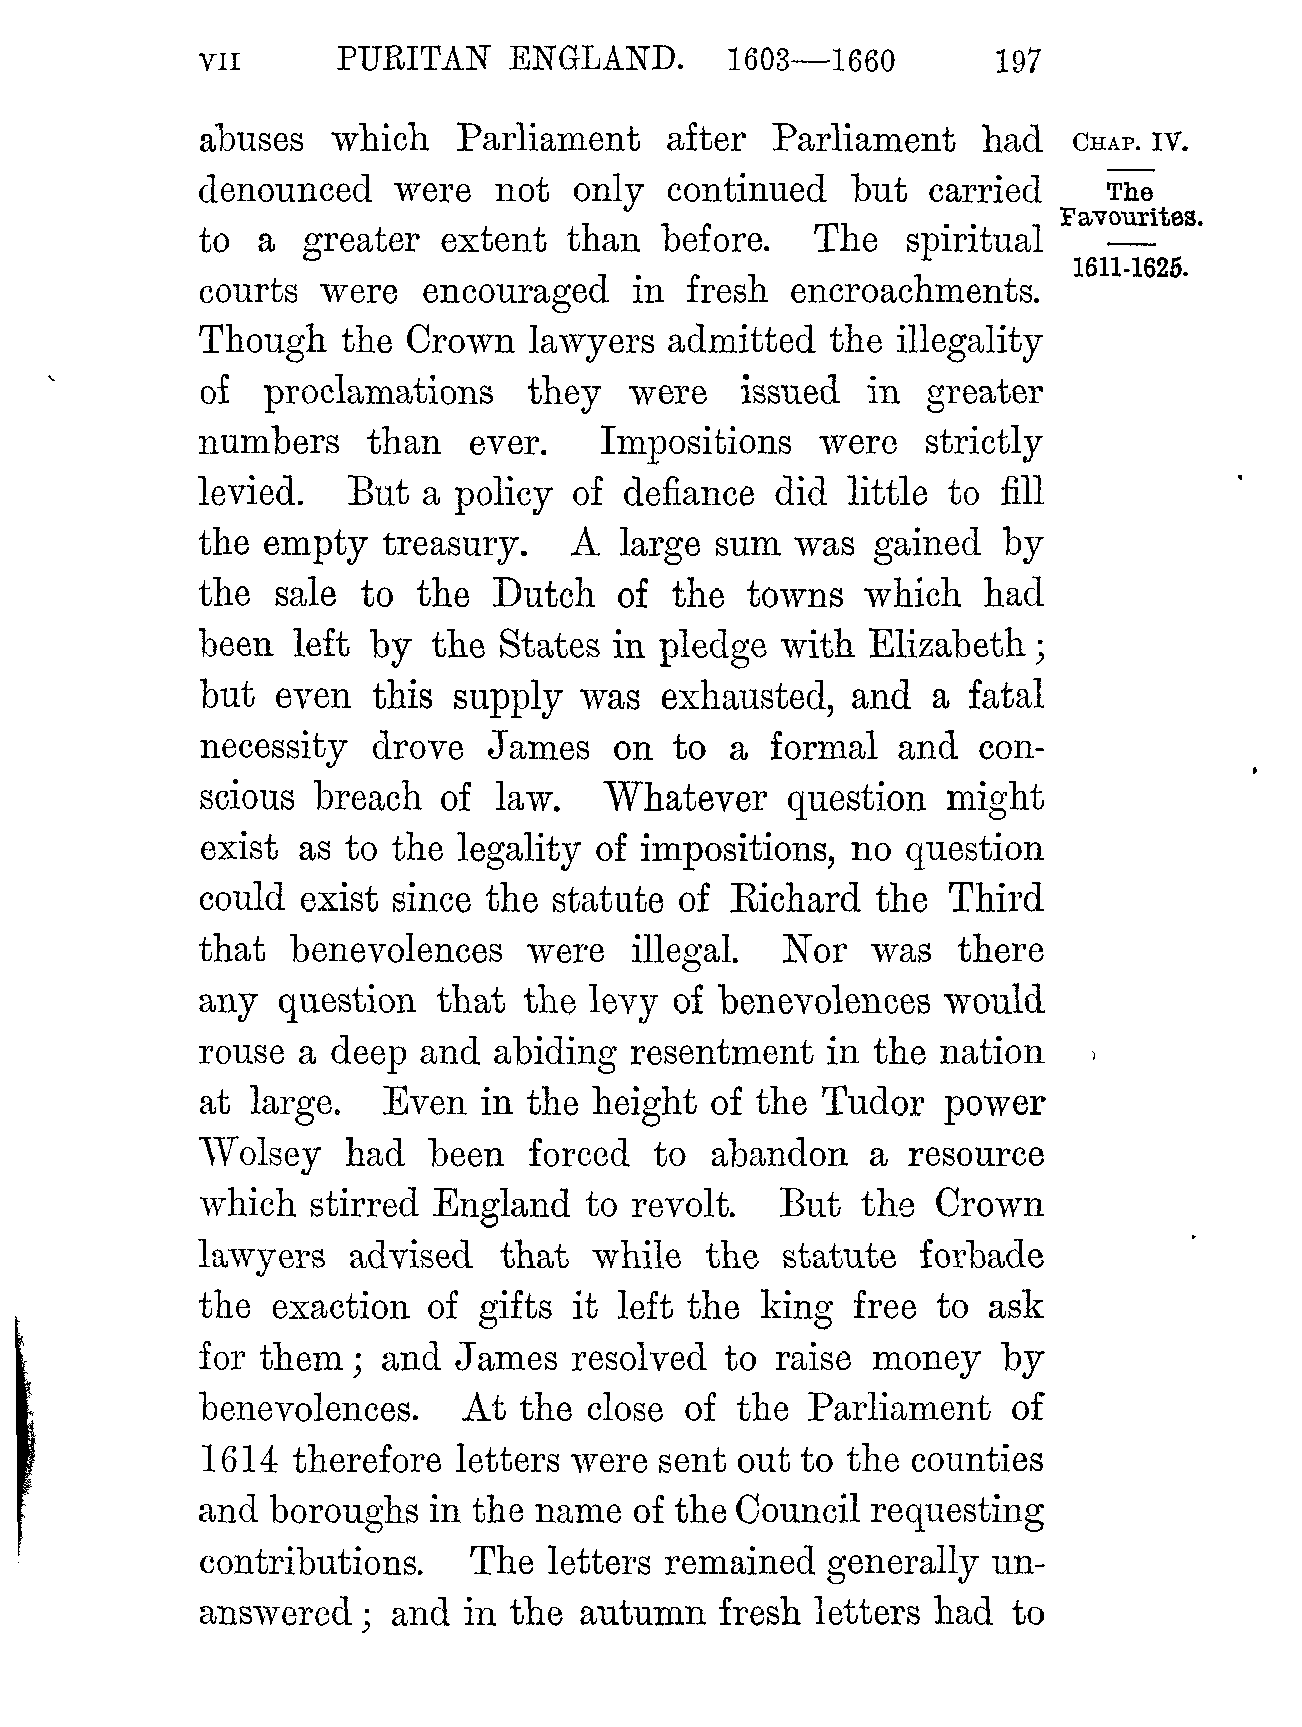 VII PURITAN ENGLAND. 1603—1660 197
abuses which Parliament after Parliament had
denounced were not only continued but carried
to a greater extent than before. The spiritual
courts were encouraged in fresh encroachments.
Though the Crown lawyers admitted the illegality
of proclamations they were issued in greater
numbers than ever. Impositions were strictly
levied. But a policy of defiance did little to fill
the empty treasury. A large sum was gained by
the sale to the Dutch of the towns which had
been left by the States in pledge with Elizabeth;
but even this supply was exhausted, and a fatal
necessity drove James on to a formal and con-
scious breach of law. Whatever question might
exist as to the legality of impositions, no question
could exist since the statute of Richard the Third
that benevolences were illegal. Nor was there
any question that the levy of benevolences would
rouse a deep and abiding resentment in the nation
at large. Even in the height of the Tudor power
Wolsey had been forced to abandon a resource
which stirred England to revolt. But the Crown
lawyers advised that while the statute forbade
the exaction of gifts it left the king free to ask
for them; and James resolved to raise money by
benevolences. At the close of the Parliament of
1614 therefore letters were sent out to the counties
and boroughs in the name of the Council requesting
contributions. The letters remained generally un-
answered; and in the autumn fresh letters had to
CHAP. IV.
The
Favourites.
1611-1625.